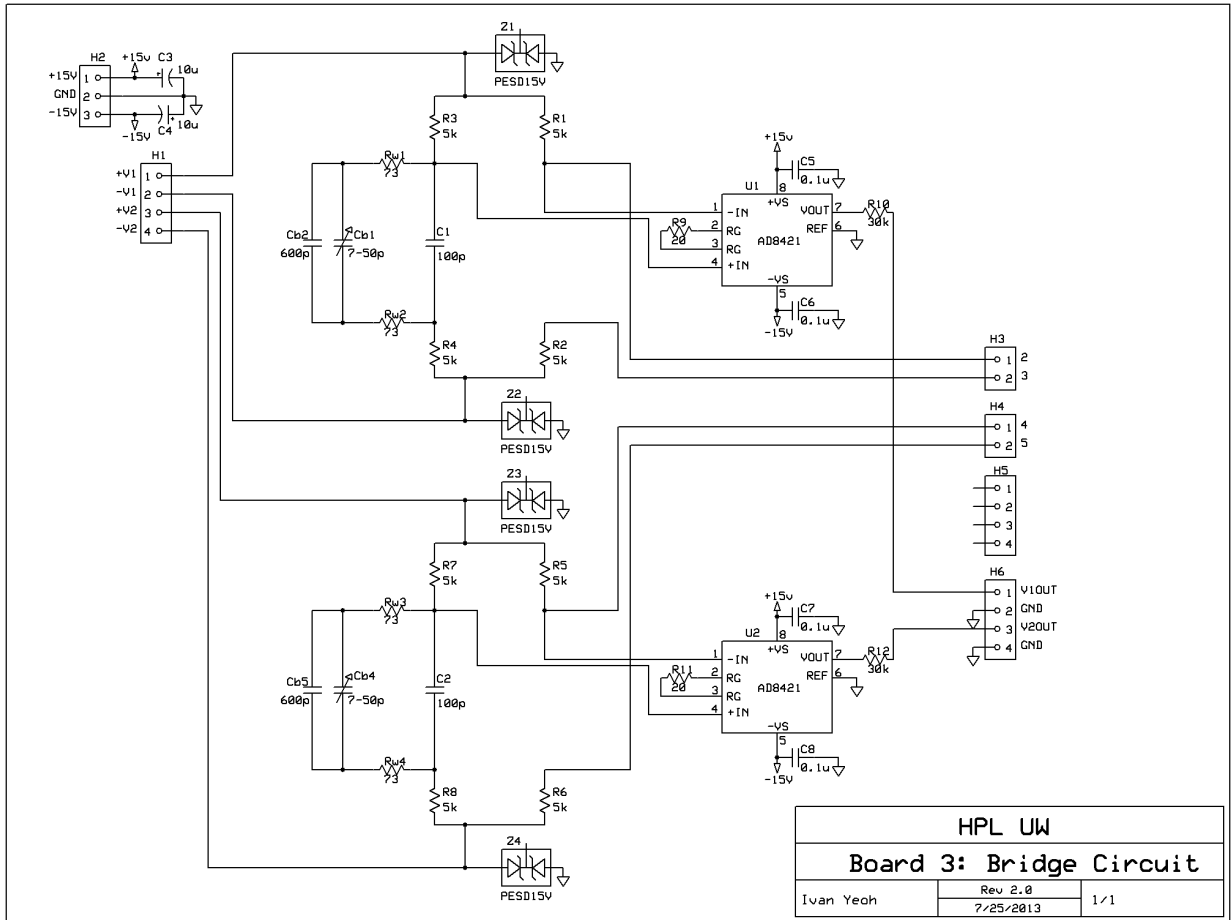 Z1
PESD15V
H2
+15v
C3
10u
+15V
1
GND
2
-15V
3
-15V
C4
10u
H1
+V1
1
-V1
2
+V2
3
-V2
4
R3
5k
R1
5k
Rw1
73
Cb2
600p
Cb1
7-50p
C1
100p
Rw2
73
R4
5k
R2
5k
+15v
C5
0.1u
U1
8
+VS
1
-IN
2
RG
3
RG
4
+IN
R9
20
AD8421
VOUT
7
REF
6
R10
30k
-VS
5
C6
0.1u
-15V
H3
1
2
2
3
Z2
PESD15V
H4
1
4
2
5
Z3
PESD15V
H5
1
2
3
4
R7
5k
R5
5k
Rw3
73
Cb5
600p
Cb4
7-50p
C2
100p
Rw4
73
R8
5k
R6
5k
+15v
C7
0.1u
U2
8
+VS
1
-IN
2
RG
3
RG
4
+IN
R11
20
AD8421
VOUT
7
REF
6
R12
30k
-VS
5
C8
0.1u
-15V
H6
1
V1OUT
2
GND
3
V2OUT
4
GND
Z4
PESD15V
HPL UW
Board 3: Bridge Circuit
Ivan Yeoh
Rev 2.0
7/25/2013
1/1